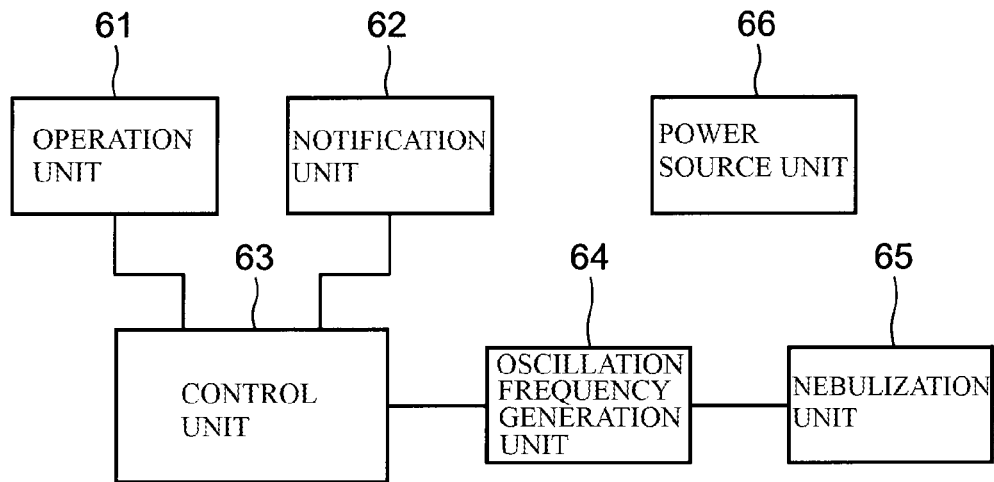 61
62
66
OPERATION
UNIT
NOTIFICATION
UNIT
POWER
SOURCE UNIT
63
64
65
CONTROL
UNIT
OSCILLATION
FREQUENCY
GENERATION
UNIT
NEBULIZATION
UNIT